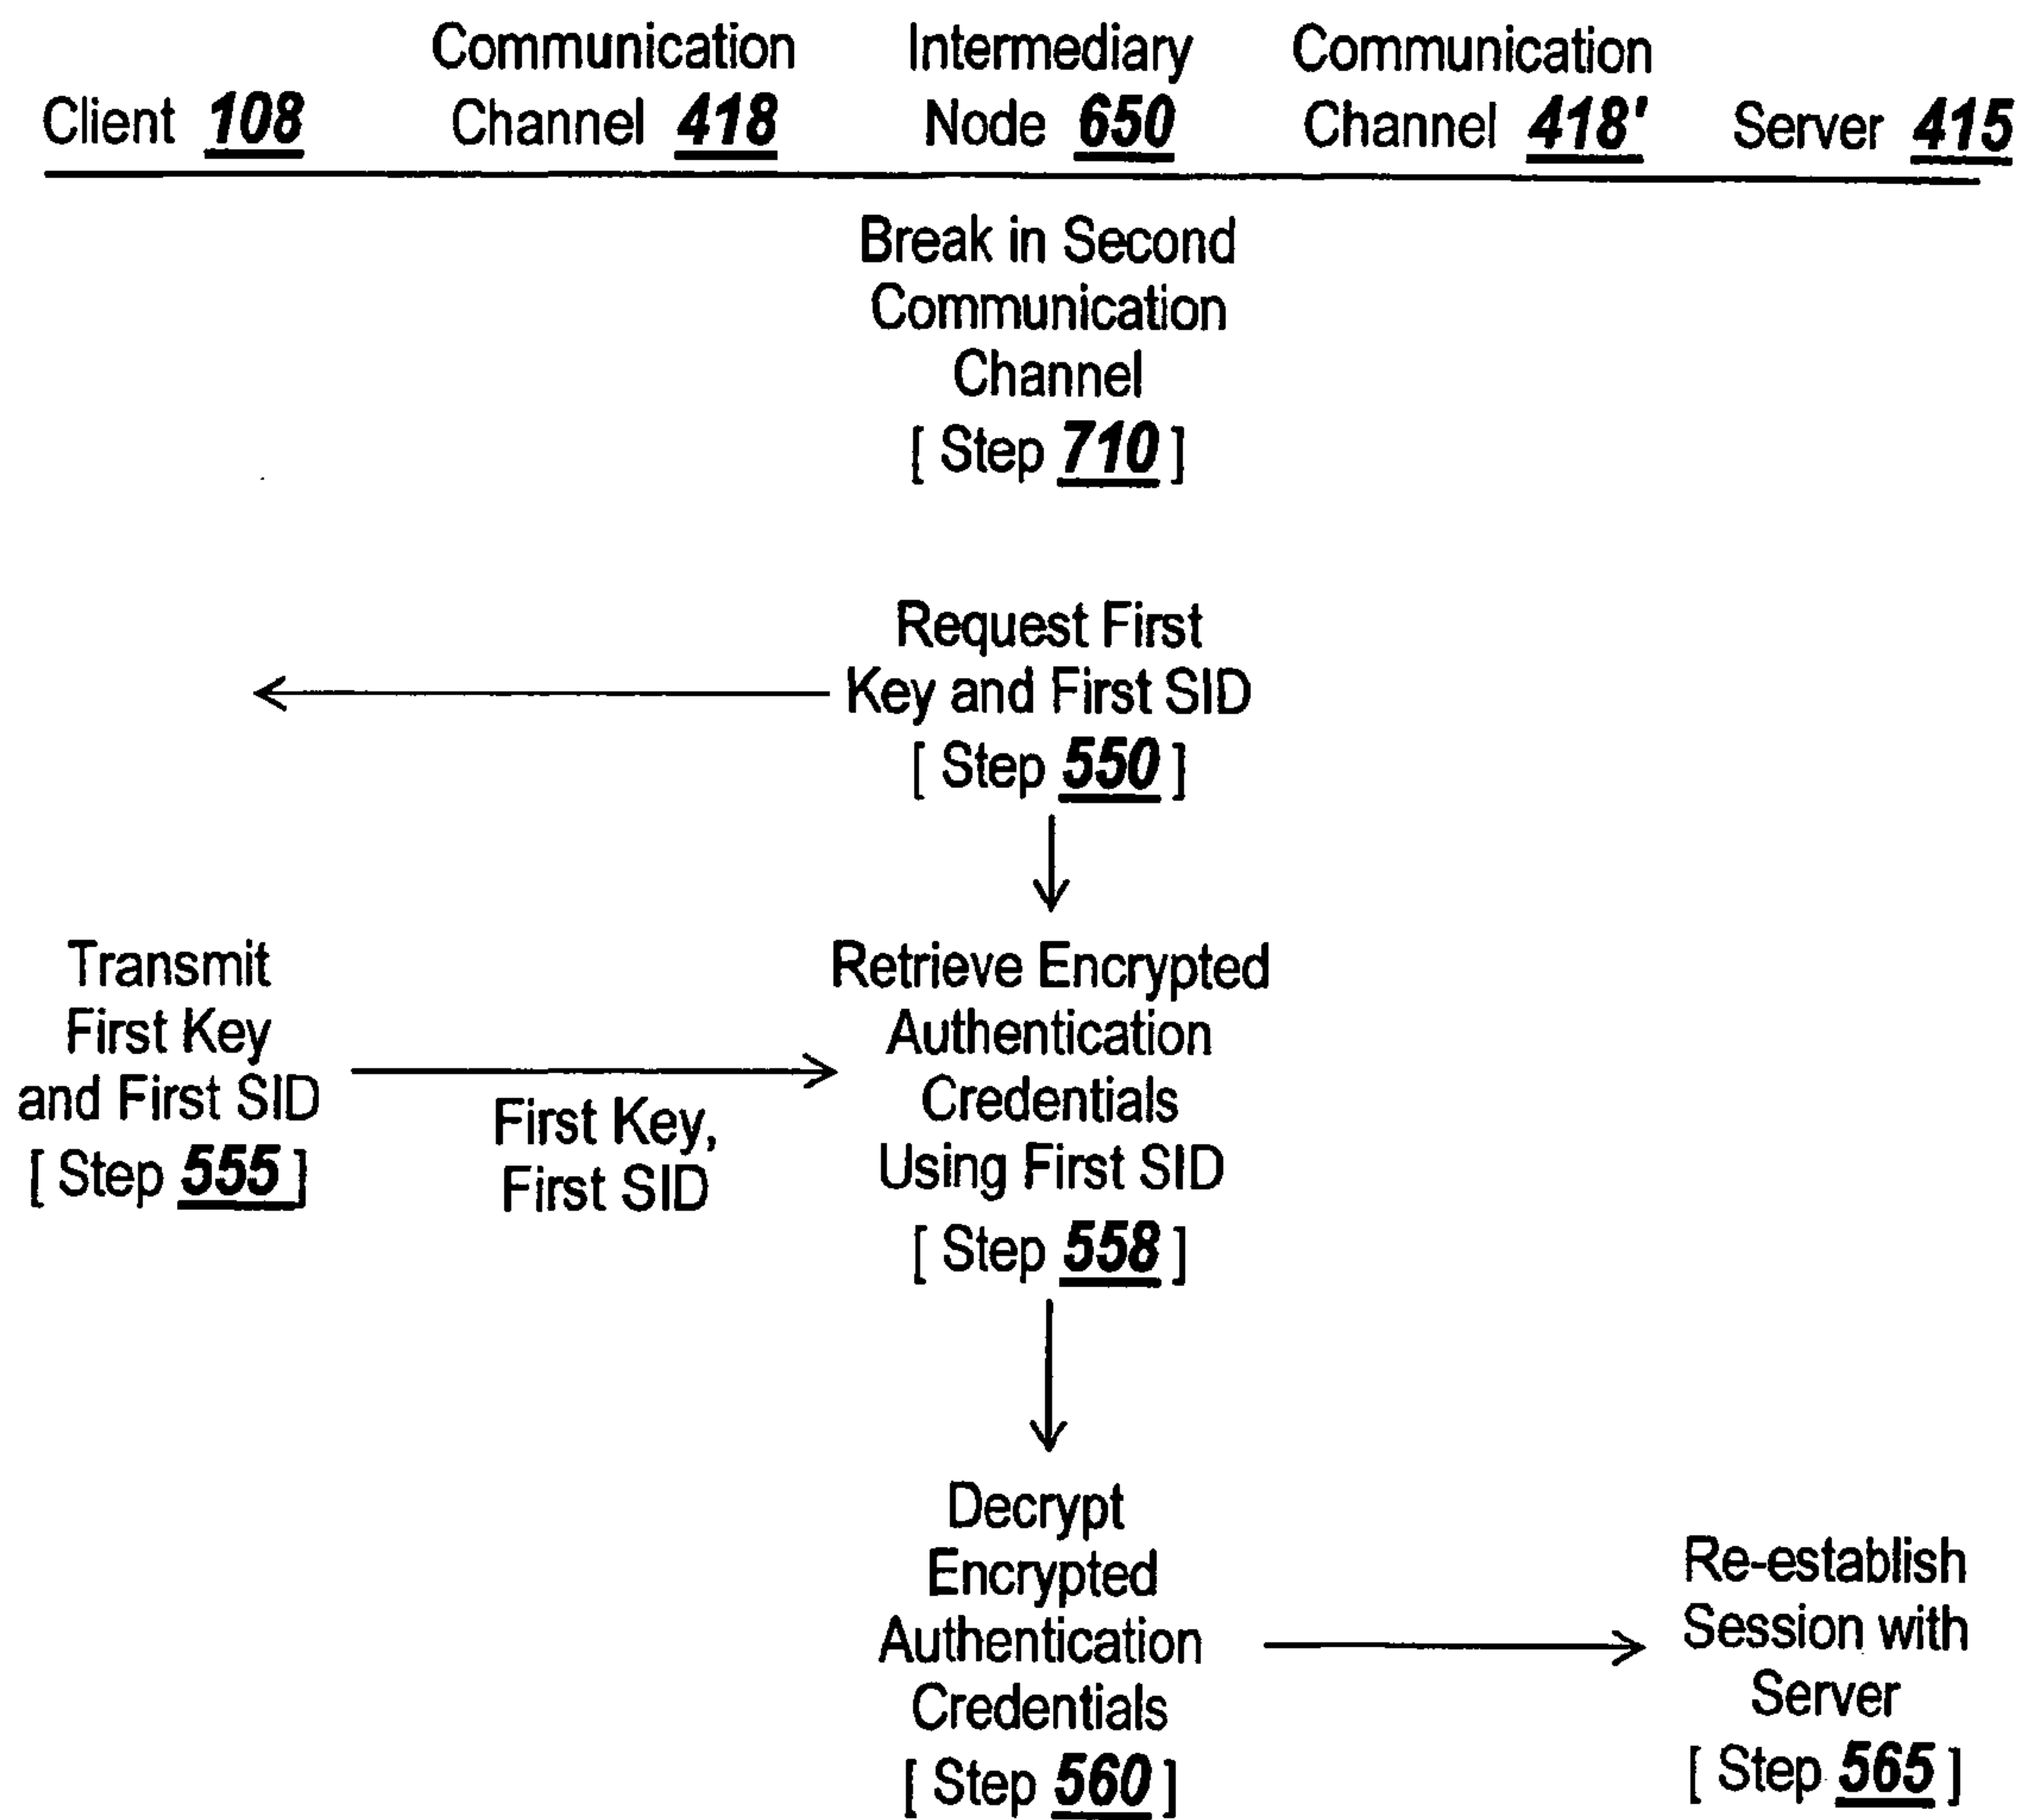 Communication Intermediary Communication
Client 108 Channel 418 Node 650 Channel 418' Server 415
Break in Second
Communication
Channel
[ Step 710 ]
Request First
Key and First SID
[ Step 550 ]
Transmit
First Key
and First SID
[ Step 555 ]
First Key,
First SID
Retrieve Encrypted
Authentication
Credentials
Using First SID
[ Step 558 ]
Decrypt
Encrypted
Authentication
Credentials
[ Step 560 ]
Re-establish
Session with
Server
[ Step 565 ]